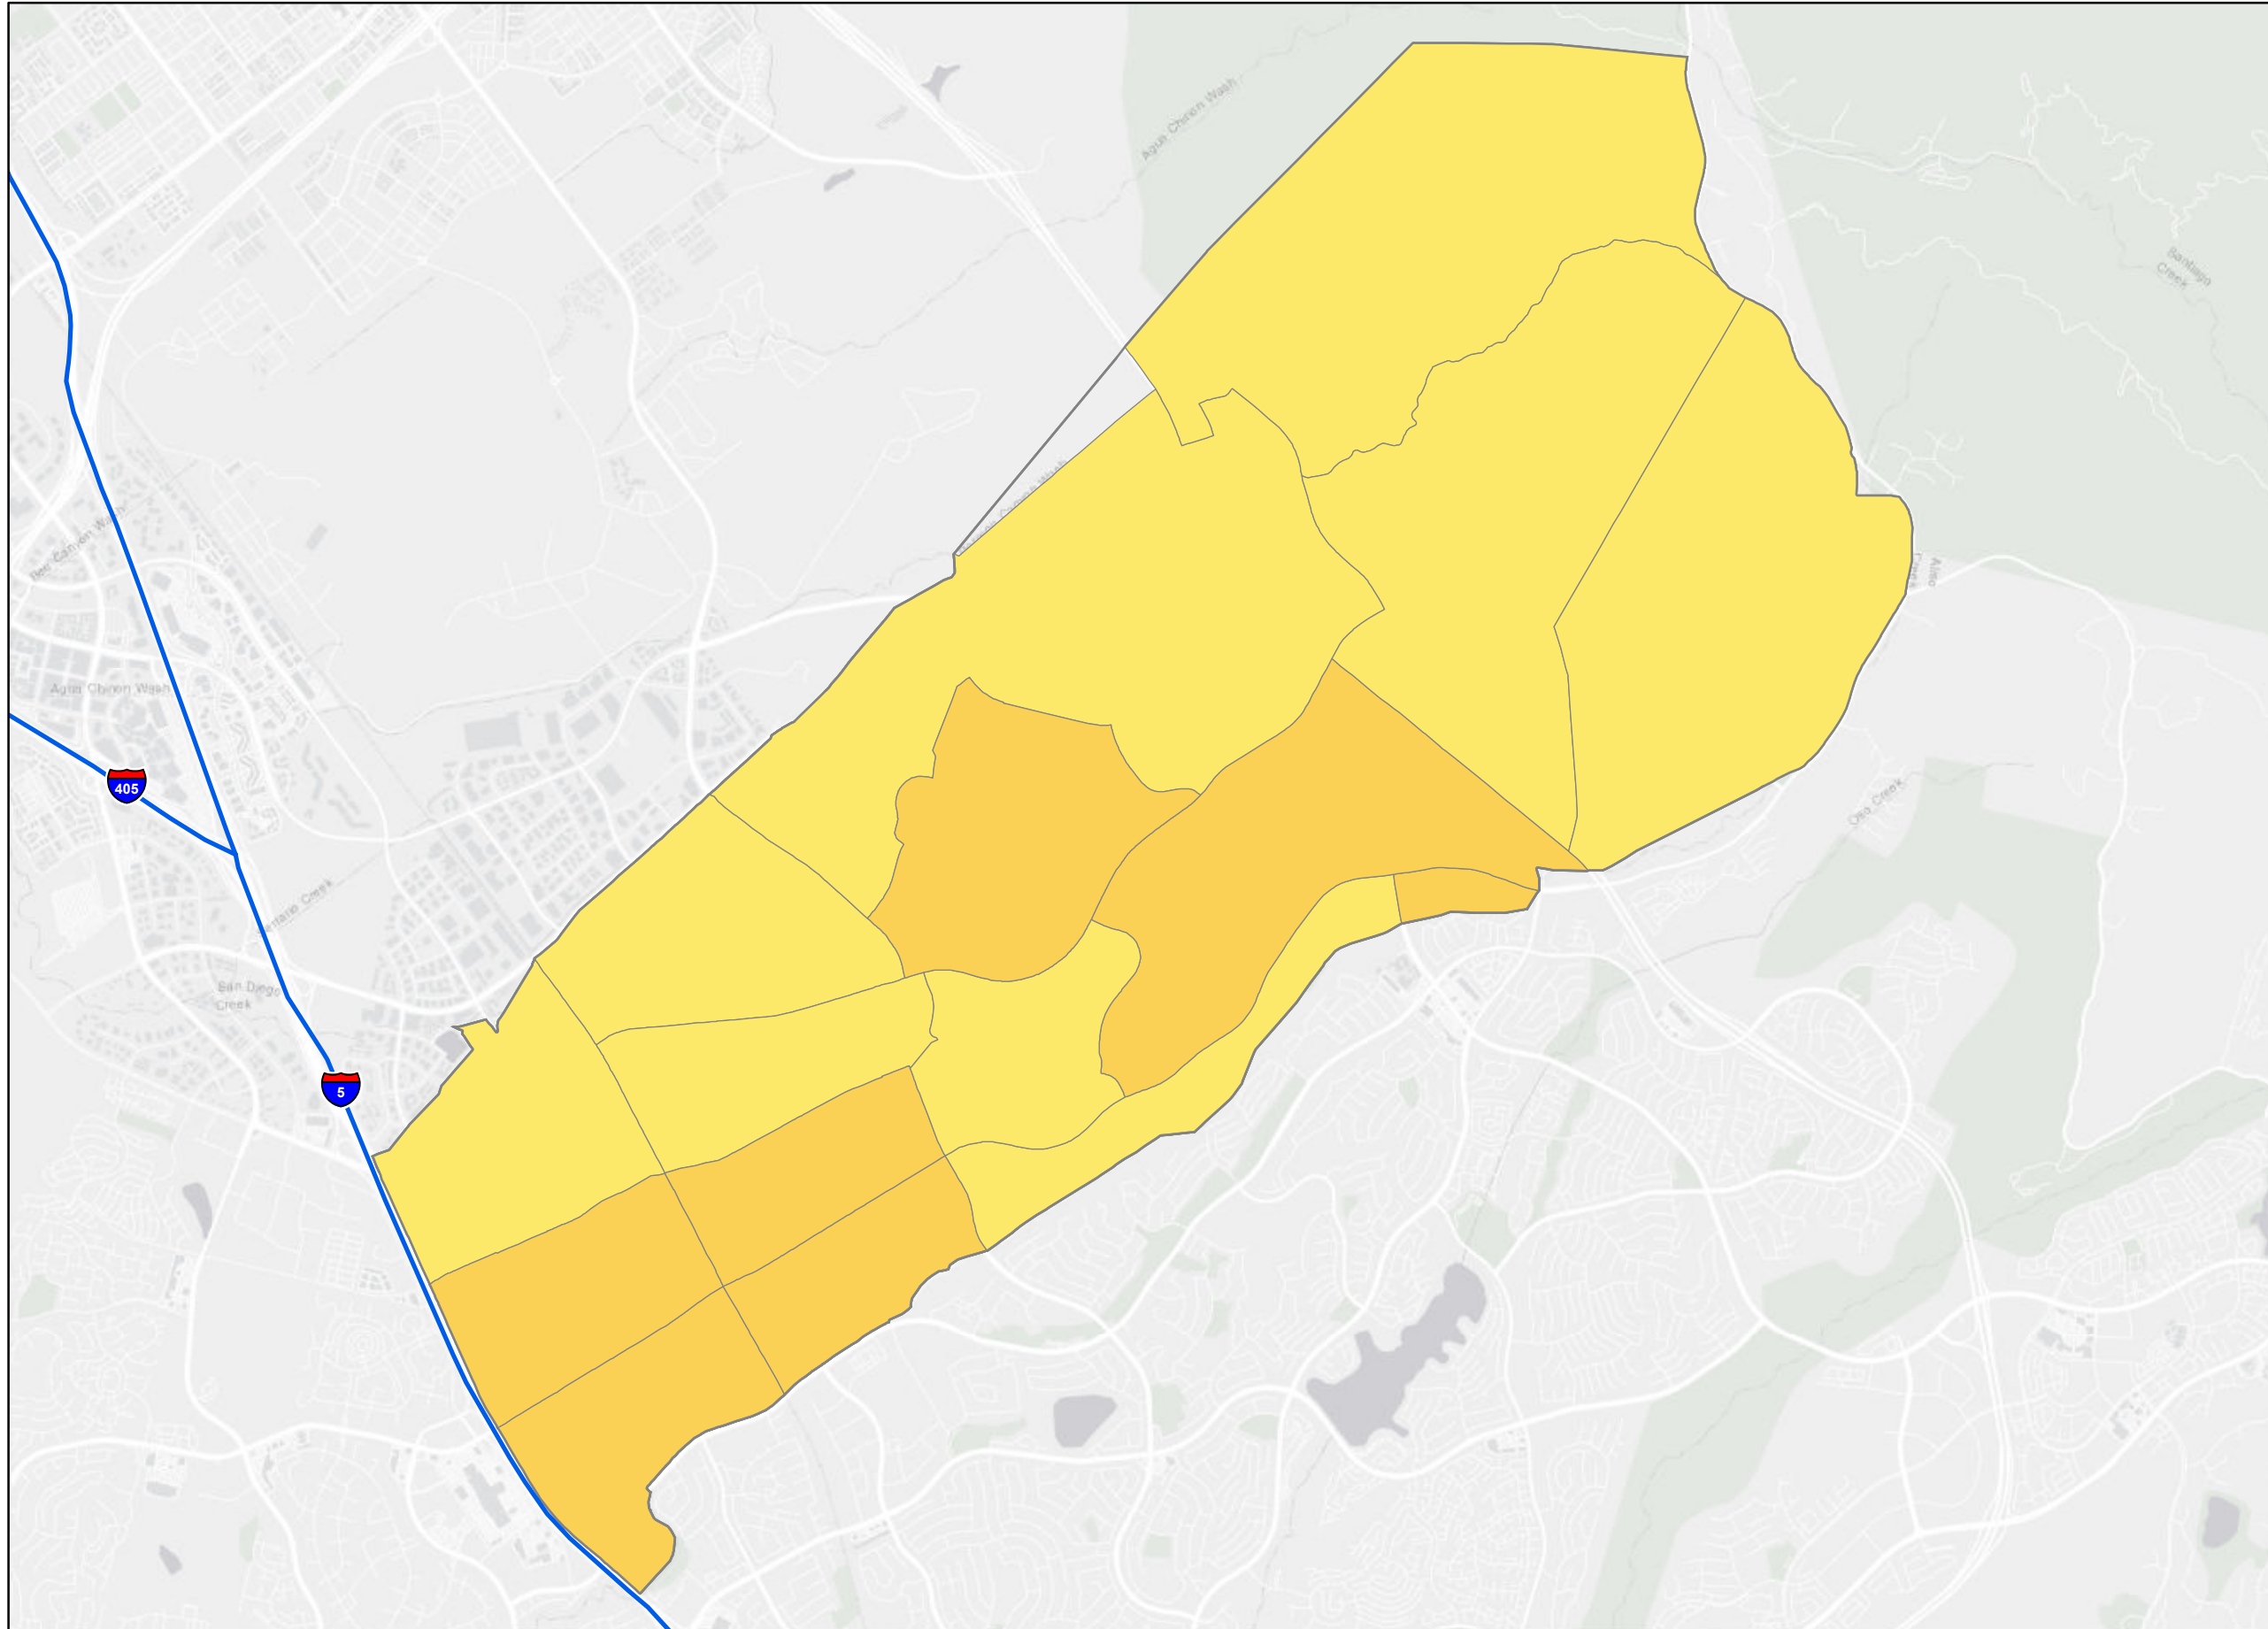 Agua Chinon Wash
Santiago
Creek
Bee Canyon Wash
Aliso
Creek
Agua Chinon Wash
405
Oso Creek
San Diego
Creek
5